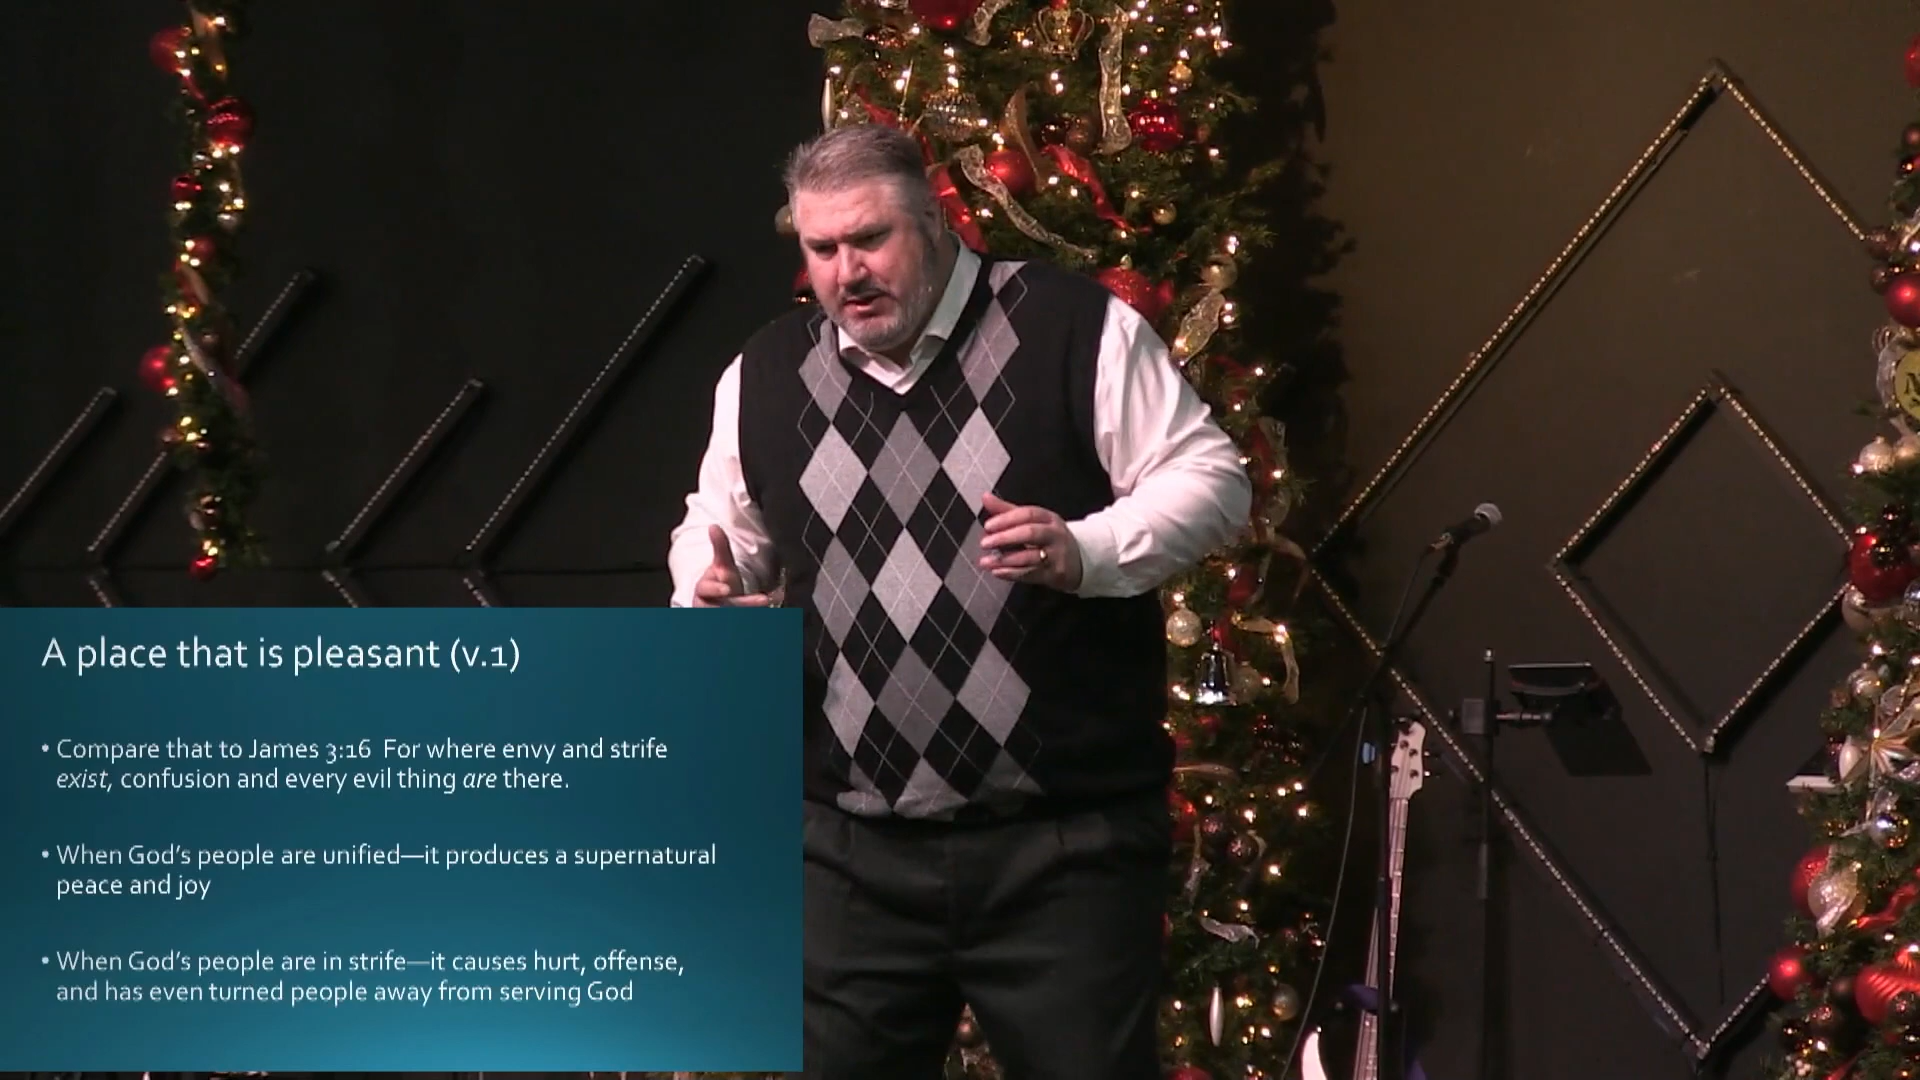 A place that is pleasant (v.1)
• Compare that to James 3:16 For where envy and strife
exist, confusion and every evil thing are there.
• When God's people are unified—it produces a supernatural
peace and joy
• When God's people are in strife—it causes hurt, offense,
and has even turned people away from serving God